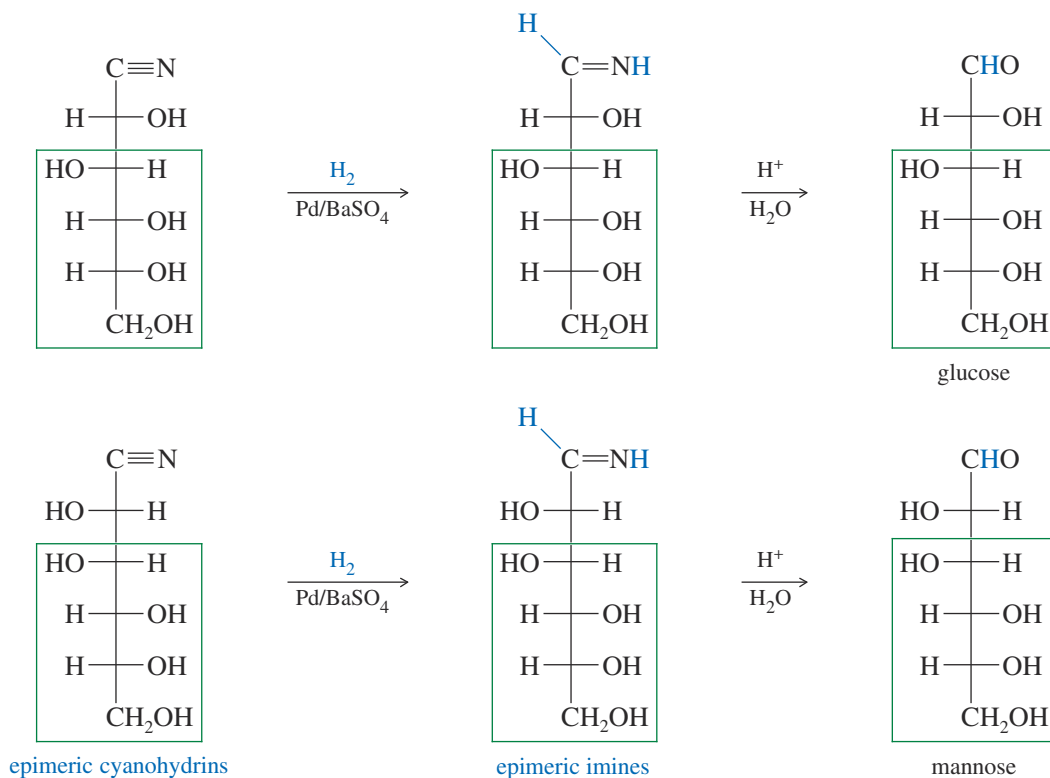 H
C≡N C=NH CHO
H OH H OH H OH
HO H H₂ HO H H⁺ HO H
H OH Pd/BaSO₄ H OH H₂O H OH
H OH H OH H OH
CH₂OH CH₂OH CH₂OH
glucose
H
C≡N C=NH CHO
HO H HO H HO H
HO H H₂ HO H H⁺ HO H
H OH Pd/BaSO₄ H OH H₂O H OH
H OH H OH H OH
CH₂OH CH₂OH CH₂OH
epimeric cyanohydrins epimeric imines mannose